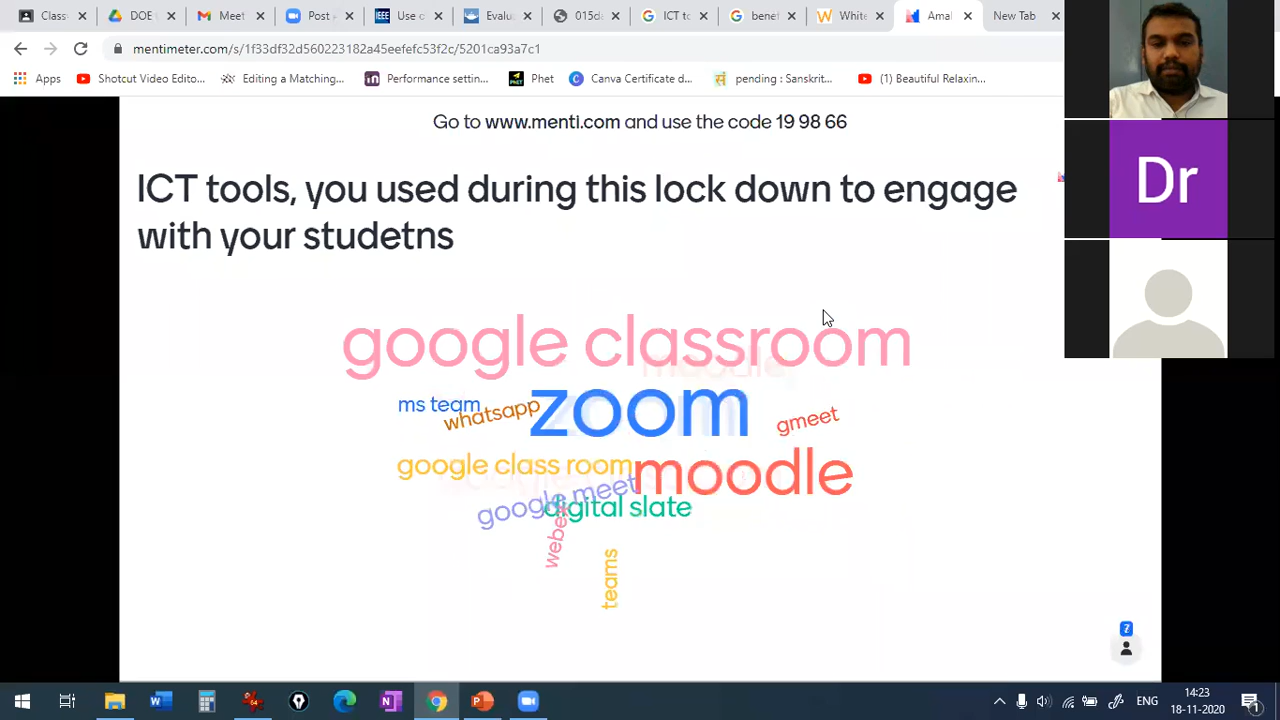 Class
DOE
Meet
Post
Use c
Evalu
015da
ICT to
benef
White
Amal
New Tab
mentimeter.com/s/1f33df32d560223182a45eefefc53f2c/5201ca93a7c1
Apps
Shotcut Video Edito...
Editing a Matching...
Performance settin...
Phet
Canva Certificate d...
pending : Sanskrit...
(1) Beautiful Relaxin...
Go to www.menti.com and use the code 19 98 66
ICT tools, you used during this lock down to engage
with your studetns
google classroom
zoom
ms team
whatsapp
gmeet
google class room
moodle
google meet
digital slate
teams
7
Dr
14:23
18-11-2020